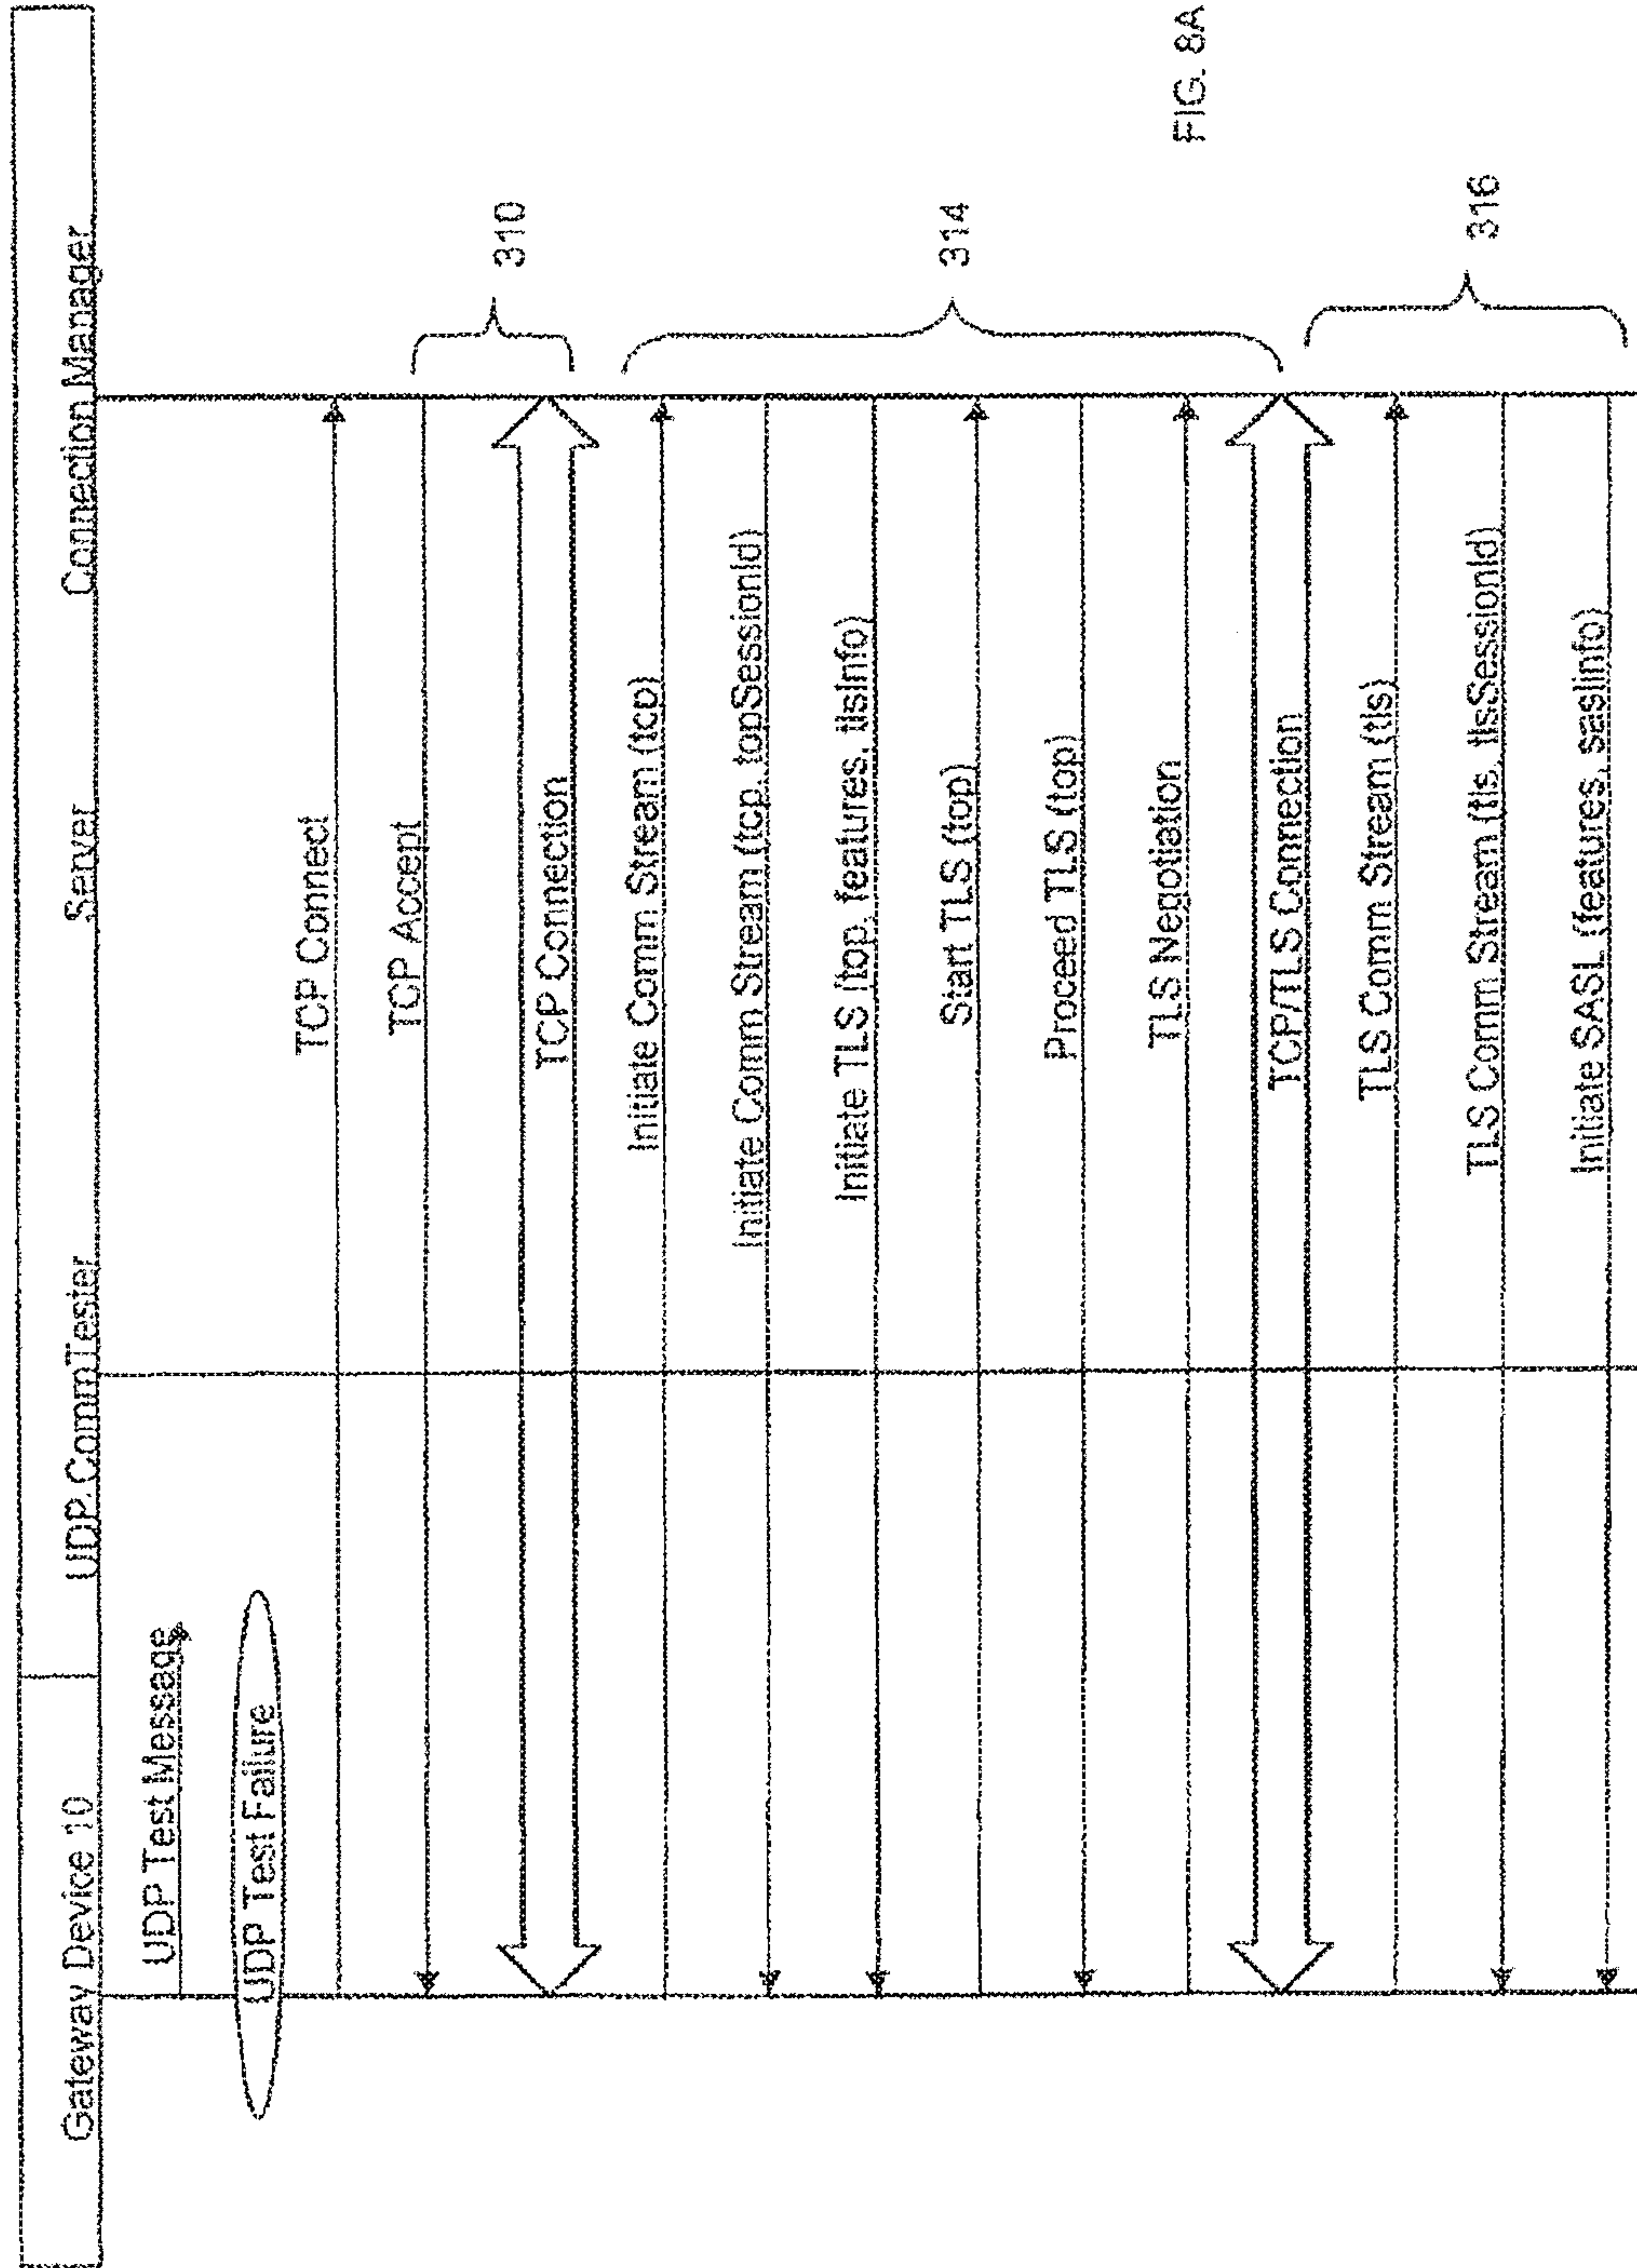 Gateway Device 10
UDP CommTester
Server
Connection Manager
UDP Test Message
UDP Test Failure
TCP Connect
TCP Accept
TCP Connection
310
Initiate Comm Stream (tcp)
Initiate Comm Stream (tcp, tcpSessionId)
Initiate TLS (tcp, features, tlsInfo)
Start TLS (tcp)
Proceed TLS (tcp)
TLS Negotiation
TCP/TLS Connection
314
TLS Comm Stream (tls)
TLS Comm Stream (tls, tlsSessionId)
Initiate SASL (features, saslInfo)
316
FIG. 8A